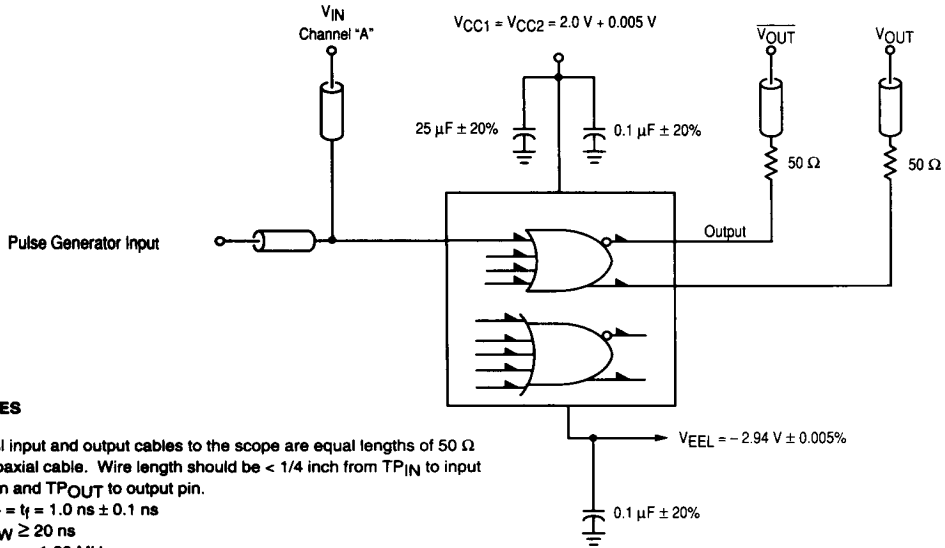 VIN
Channel "A"
VCC1 = VCC2 = 2.0 V + 0.005 V
VOUT
VOUT
25 µF ± 20%
0.1 µF ± 20%
50 Ω
50 Ω
Pulse Generator Input
Output
VEEL = – 2.94 V ± 0.005%
0.1 µF ± 20%
ES
l input and output cables to the scope are equal lengths of 50 Ω
oaxial cable. Wire length should be < 1/4 inch from TPIN to input
n and TPOUT to output pin.
= tf = 1.0 ns ± 0.1 ns
W ≥ 20 ns